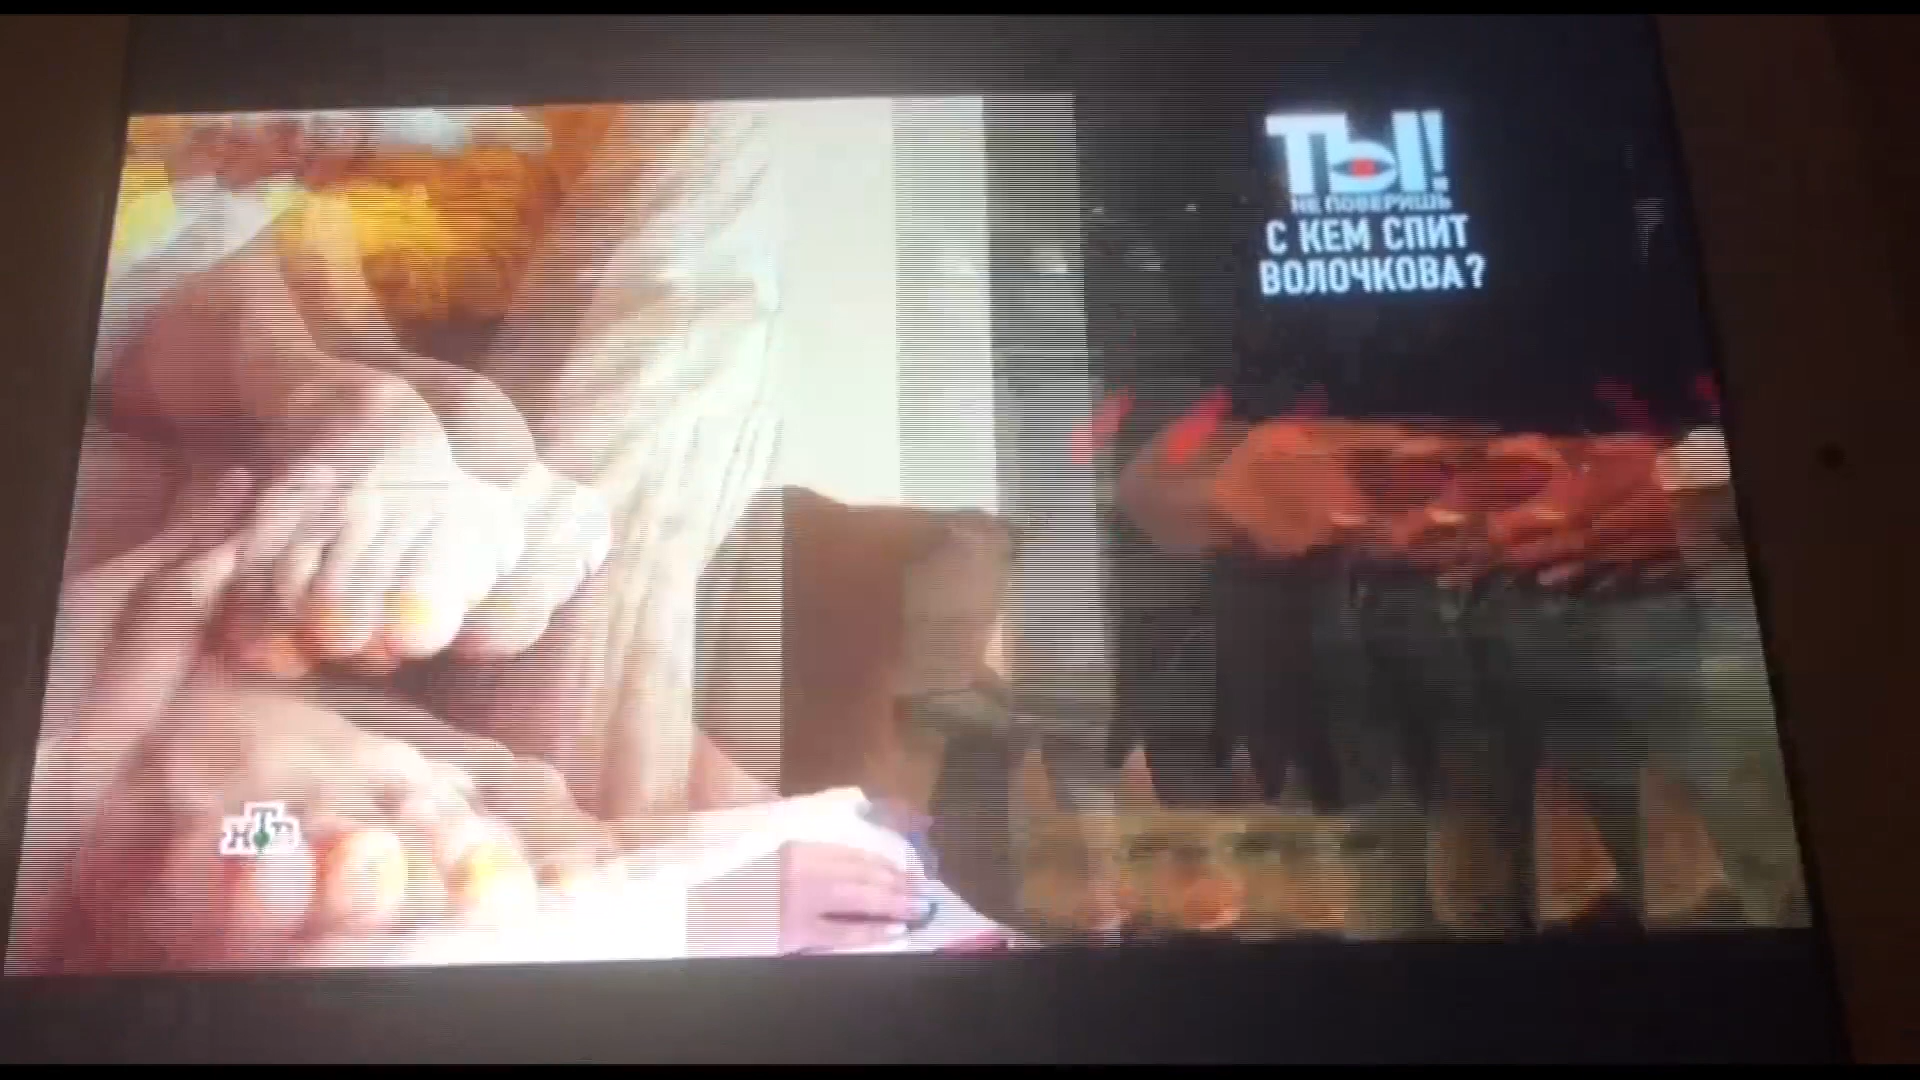 ТЫ!
НЕ ПОВЕРИШЬ
С КЕМ СПИТ
ВОЛОЧКОВА?
НТВ